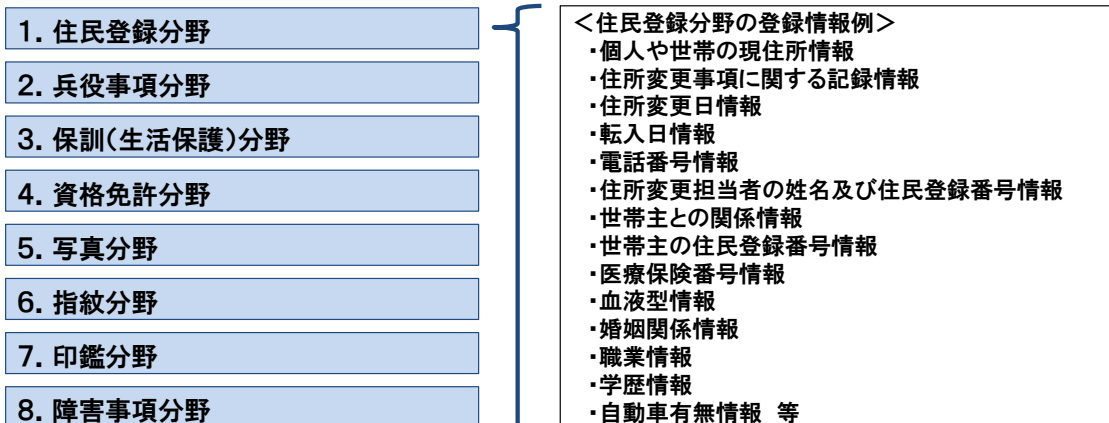 1. 住民登録分野
2. 兵役事項分野
3. 保訓(生活保護)分野
4. 資格免許分野
5. 写真分野
6. 指紋分野
7. 印鑑分野
8. 障害事項分野
<住民登録分野の登録情報例>
・個人や世帯の現住所情報
・住所変更事項に関する記録情報
・住所変更日情報
・転入日情報
・電話番号情報
・住所変更担当者の姓名及び住民登録番号情報
・世帯主との関係情報
・世帯主の住民登録番号情報
・医療保険番号情報
・血液型情報
・婚姻関係情報
・職業情報
・学歴情報
・自動車有無情報 等